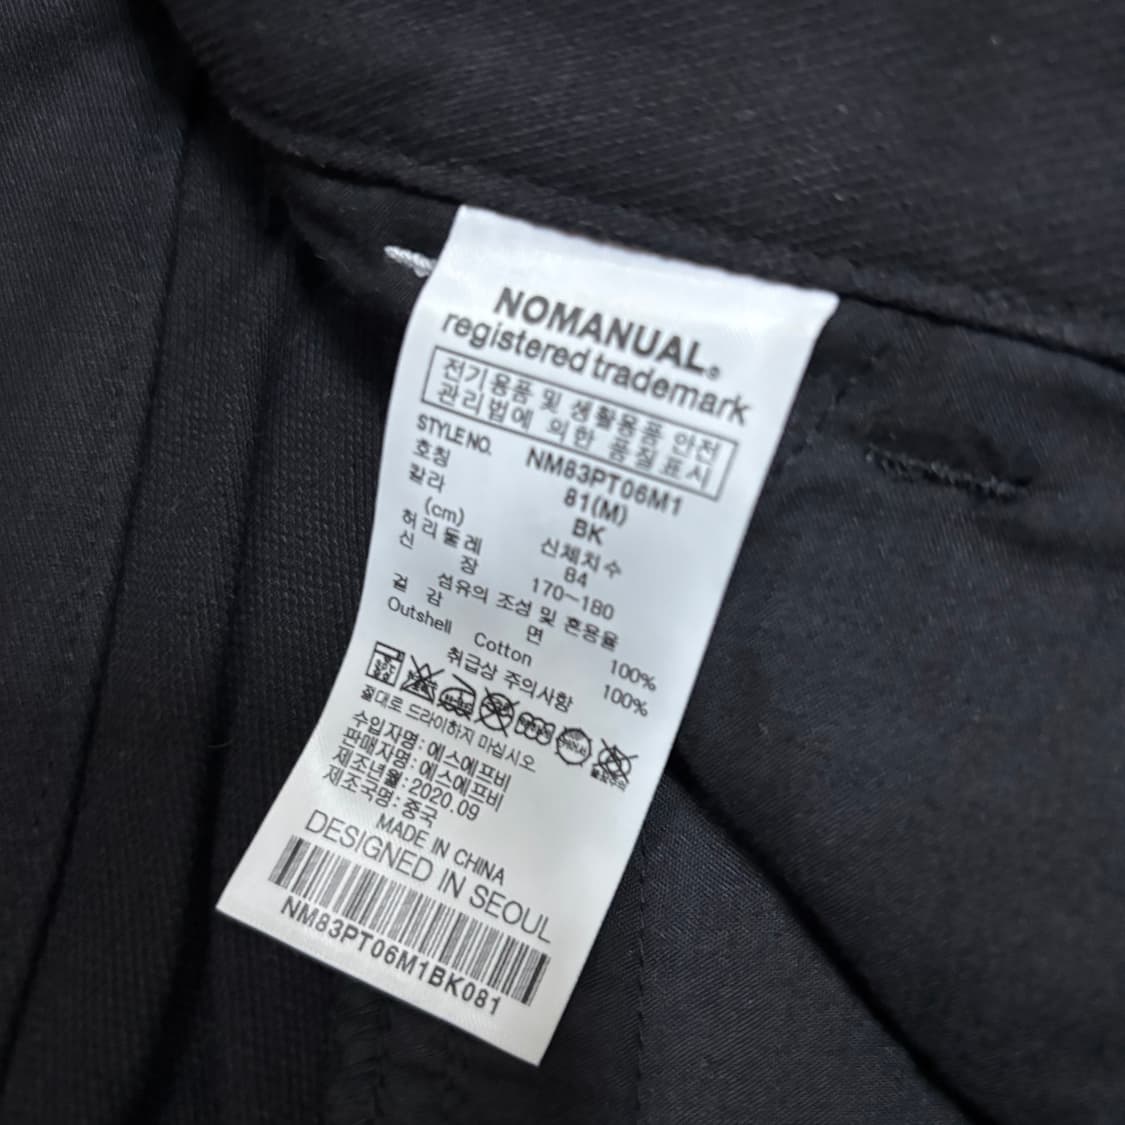 NOMANUAL®
registered trademark
전기용품 및 생활용품 안전
관리법에 의한 품질표시
STYLE NO. NM83PT06M1
호칭 81(M)
칼라 BK
(cm) 신체치수
허리둘레 84
신장 170~180
섬유의 조성 및 혼용율
겉감 면 100%
Outshell Cotton 100%
취급상 주의사항
절대로 드라이하지 마십시오
수입자명:에스에프비
판매자명:에스에프비
제조년월:2020.09
제조국명:중국
MADE IN CHINA
DESIGNED IN SEOUL
NM83PT06M1BK081